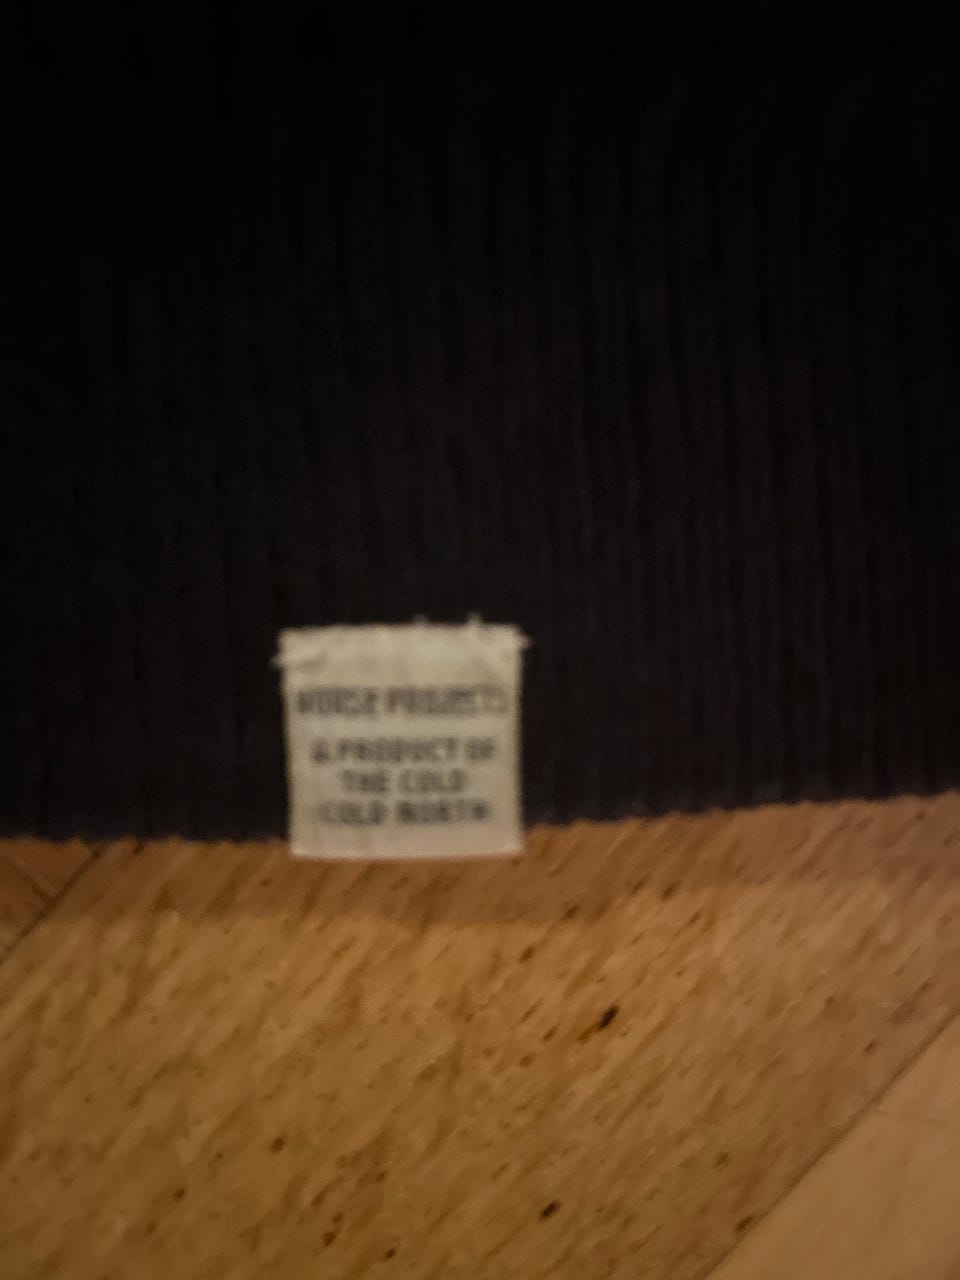 NORSE PROJECTS
A PRODUCT OF
THE COLD
COLD NORTH